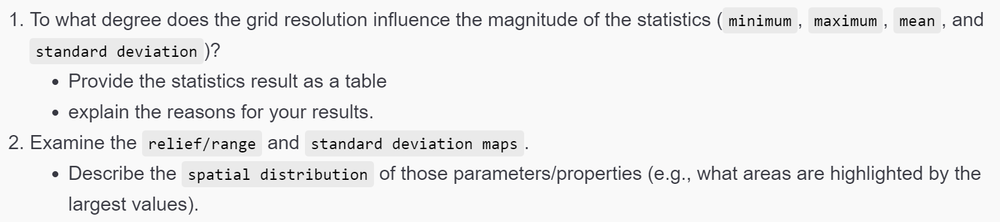 1. To what degree does the grid resolution influence the magnitude of the statistics ( minimum , maximum , mean , and
standard deviation )?
• Provide the statistics result as a table
• explain the reasons for your results.
2. Examine the relief/range and standard deviation maps .
• Describe the spatial distribution of those parameters/properties (e.g., what areas are highlighted by the
largest values).